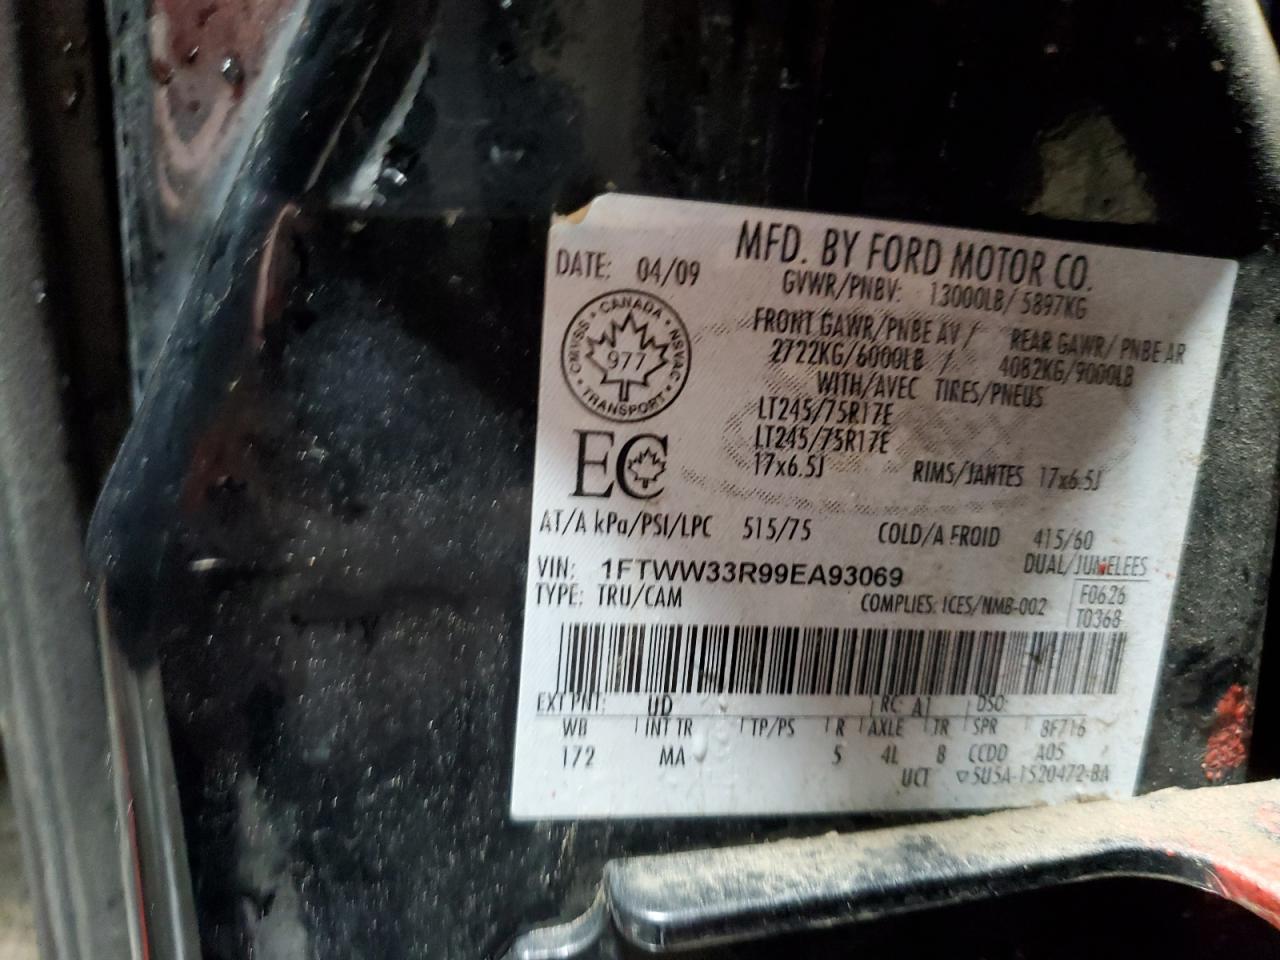 MFD. BY FORD MOTOR CO.
DATE: 04/09
GVWR/PNBV: 13000LB/ 5897KG
CANADA
NSVAC
TRANSPORT
CMVSS
977
FRONT GAWR/PNBE AV / REAR GAWR/ PNBE AR
2722KG/6000LB / 4082KG/9000LB
WITH/AVEC TIRES/PNEUS
LT245/75R17E
LT245/75R17E
17x6.5J RIMS/JANTES 17x6.5J
EC
AT/A kPa/PSI/LPC 515/75 COLD/A FROID 415/60
DUAL/JUMELEES
VIN: 1FTWW33R99EA93069
TYPE: TRU/CAM COMPLIES: ICES/NMB-002
F0626
T0368
EXT PNT: UD RC: A1 DSO:
WB INT TR TP/PS R AXLE TR SPR 8F716
172 MA 5 4L B CCDD A05
UCT ▽5U5A-1520472-BA